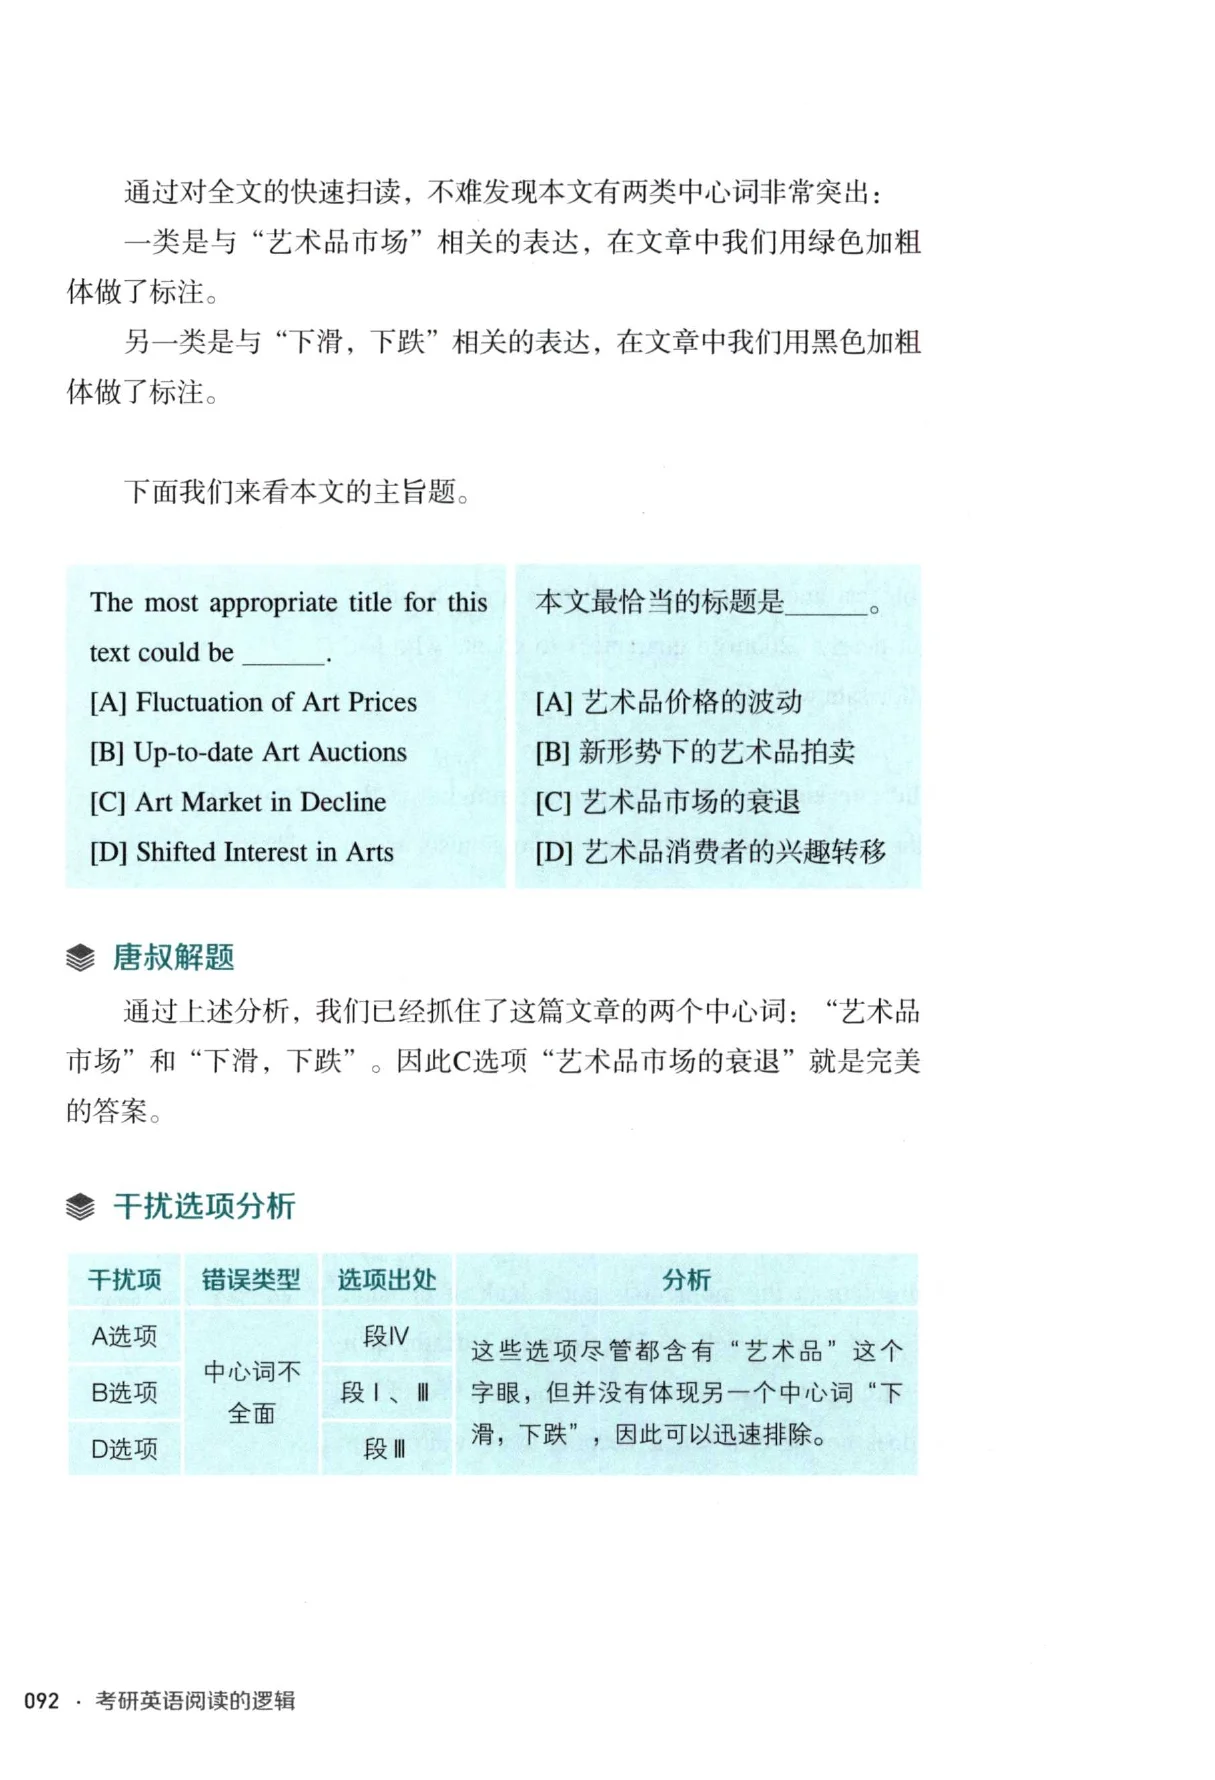 通过对全文的快速扫读，不难发现本文有两类中心词非常突出：
一类是与“艺术品市场”相关的表达，在文章中我们用绿色加粗
体做了标注。
另一类是与“下滑，下跌”相关的表达，在文章中我们用黑色加粗
体做了标注。
下面我们来看本文的主旨题。
The most appropriate title for this
text could be ______.
[A] Fluctuation of Art Prices
[B] Up-to-date Art Auctions
[C] Art Market in Decline
[D] Shifted Interest in Arts
本文最恰当的标题是______。
[A] 艺术品价格的波动
[B] 新形势下的艺术品拍卖
[C] 艺术品市场的衰退
[D] 艺术品消费者的兴趣转移
唐叔解题
通过上述分析，我们已经抓住了这篇文章的两个中心词：“艺术品
市场”和“下滑，下跌”。因此C选项“艺术品市场的衰退”就是完美
的答案。
干扰选项分析
干扰项 错误类型 选项出处 分析
A选项
B选项
D选项
中心词不
全面
段Ⅳ
段Ⅰ、Ⅲ
段Ⅲ
这些选项尽管都含有“艺术品”这个
字眼，但并没有体现另一个中心词“下
滑，下跌”，因此可以迅速排除。
092 · 考研英语阅读的逻辑